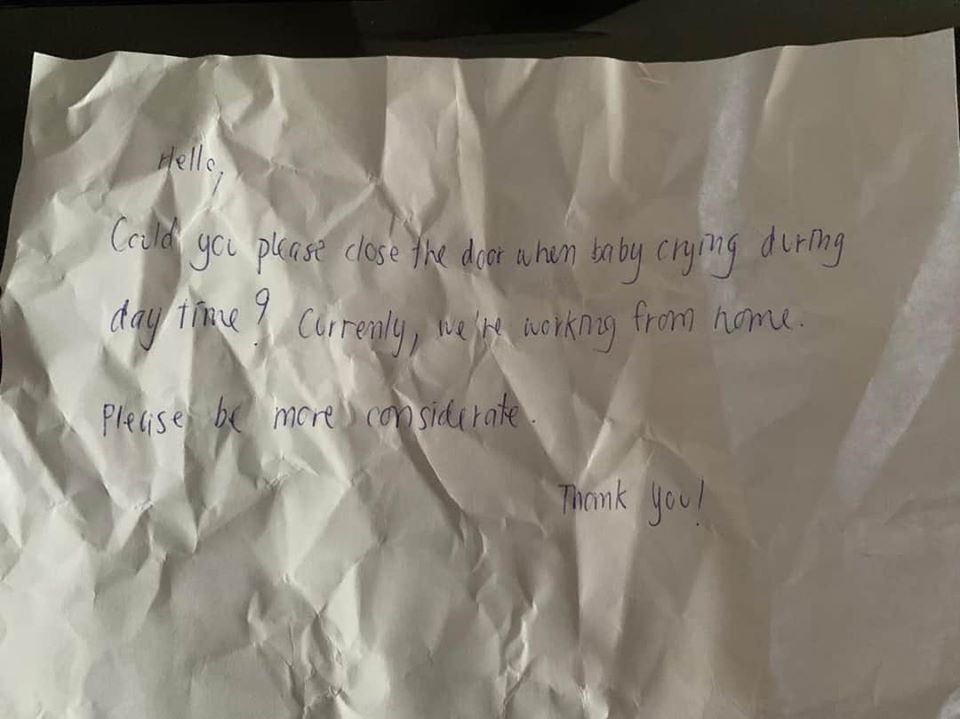 Hello,
Could you please close the door when baby crying during
day time? Currenly, we're working from home.
Please be more considerate.
Thank you!